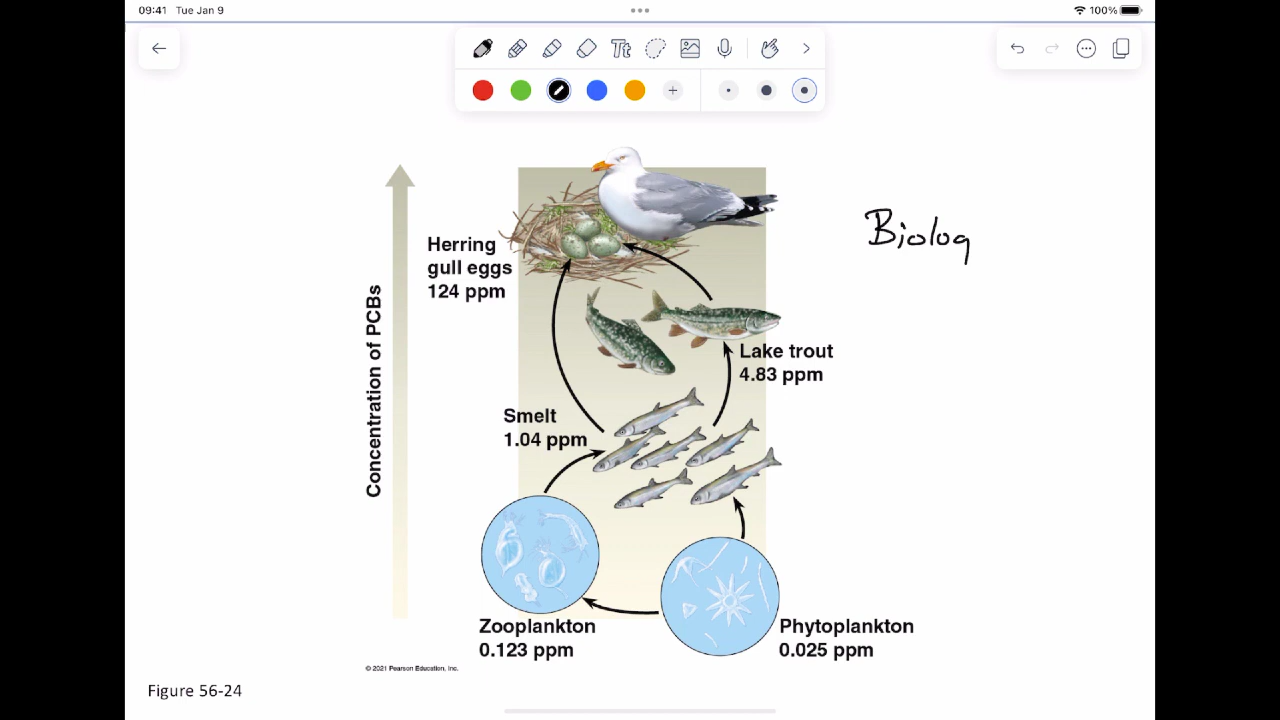 09:41 Tue Jan 9
100%
Tt
Herring
gull eggs
124 ppm
Biolog
Concentration of PCBs
Lake trout
4.83 ppm
Smelt
1.04 ppm
Zooplankton
0.123 ppm
Phytoplankton
0.025 ppm
© 2021 Pearson Education, Inc.
Figure 56-24